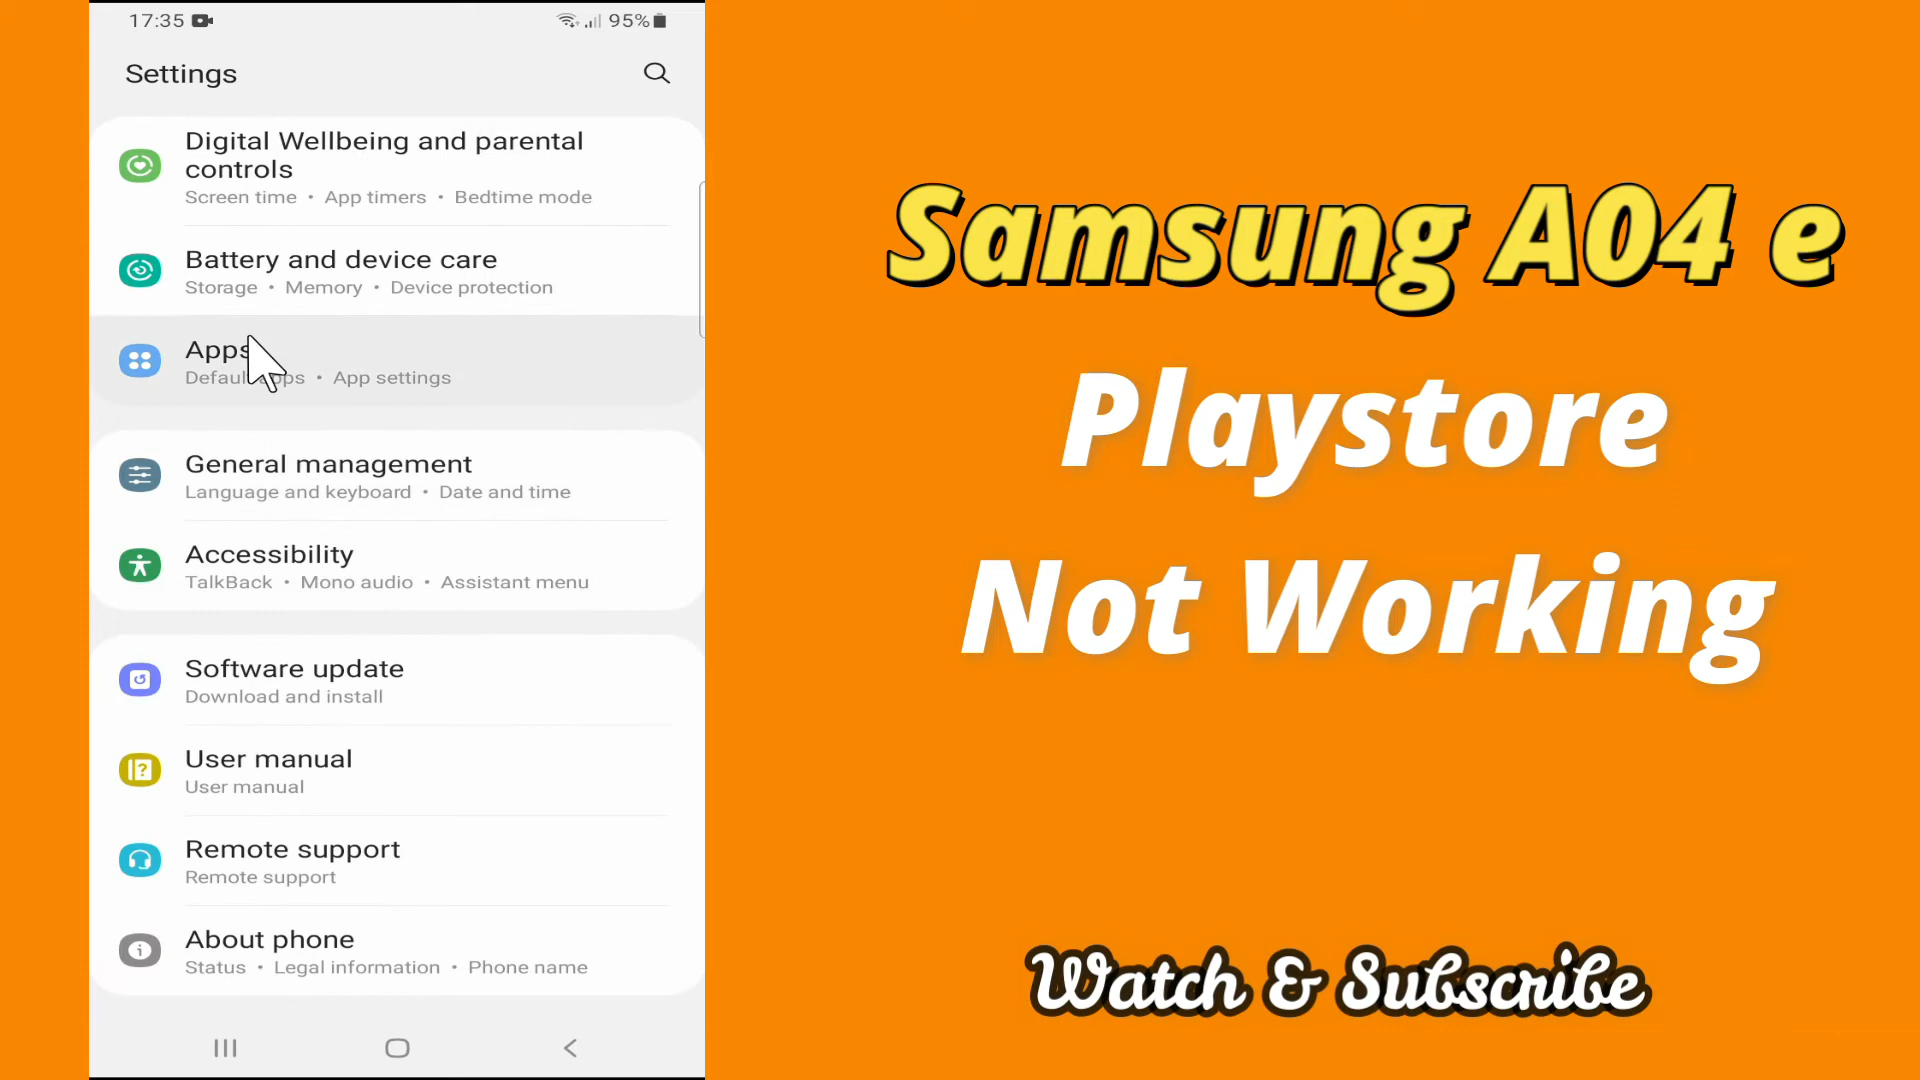 17:35
95%
Settings
Digital Wellbeing and parental
controls
Screen time • App timers • Bedtime mode
Battery and device care
Storage • Memory • Device protection
Apps
Default apps • App settings
General management
Language and keyboard • Date and time
Accessibility
TalkBack • Mono audio • Assistant menu
Software update
Download and install
User manual
User manual
Remote support
Remote support
About phone
Status • Legal information • Phone name
Samsung A04 e
Playstore
Not Working
Watch & Subscribe